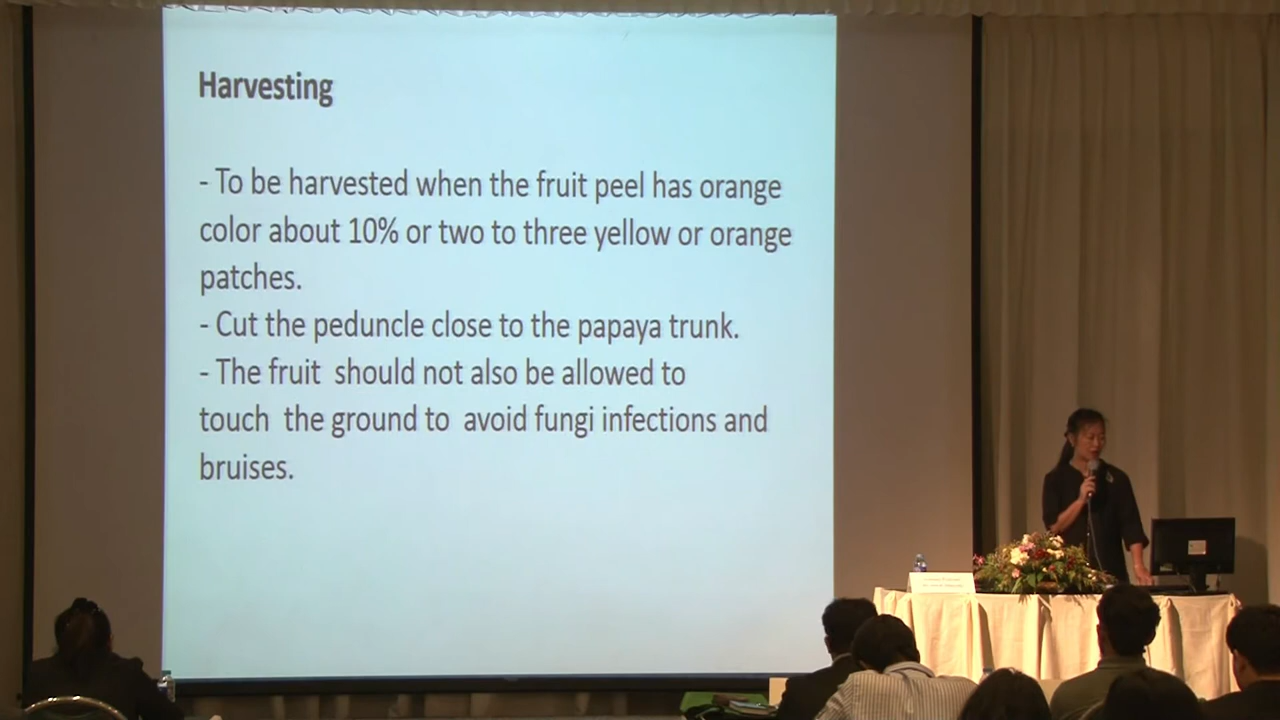 Harvesting
- To be harvested when the fruit peel has orange
color about 10% or two to three yellow or orange
patches.
- Cut the peduncle close to the papaya trunk.
- The fruit  should not also be allowed to
touch  the ground to  avoid fungi infections and
bruises.